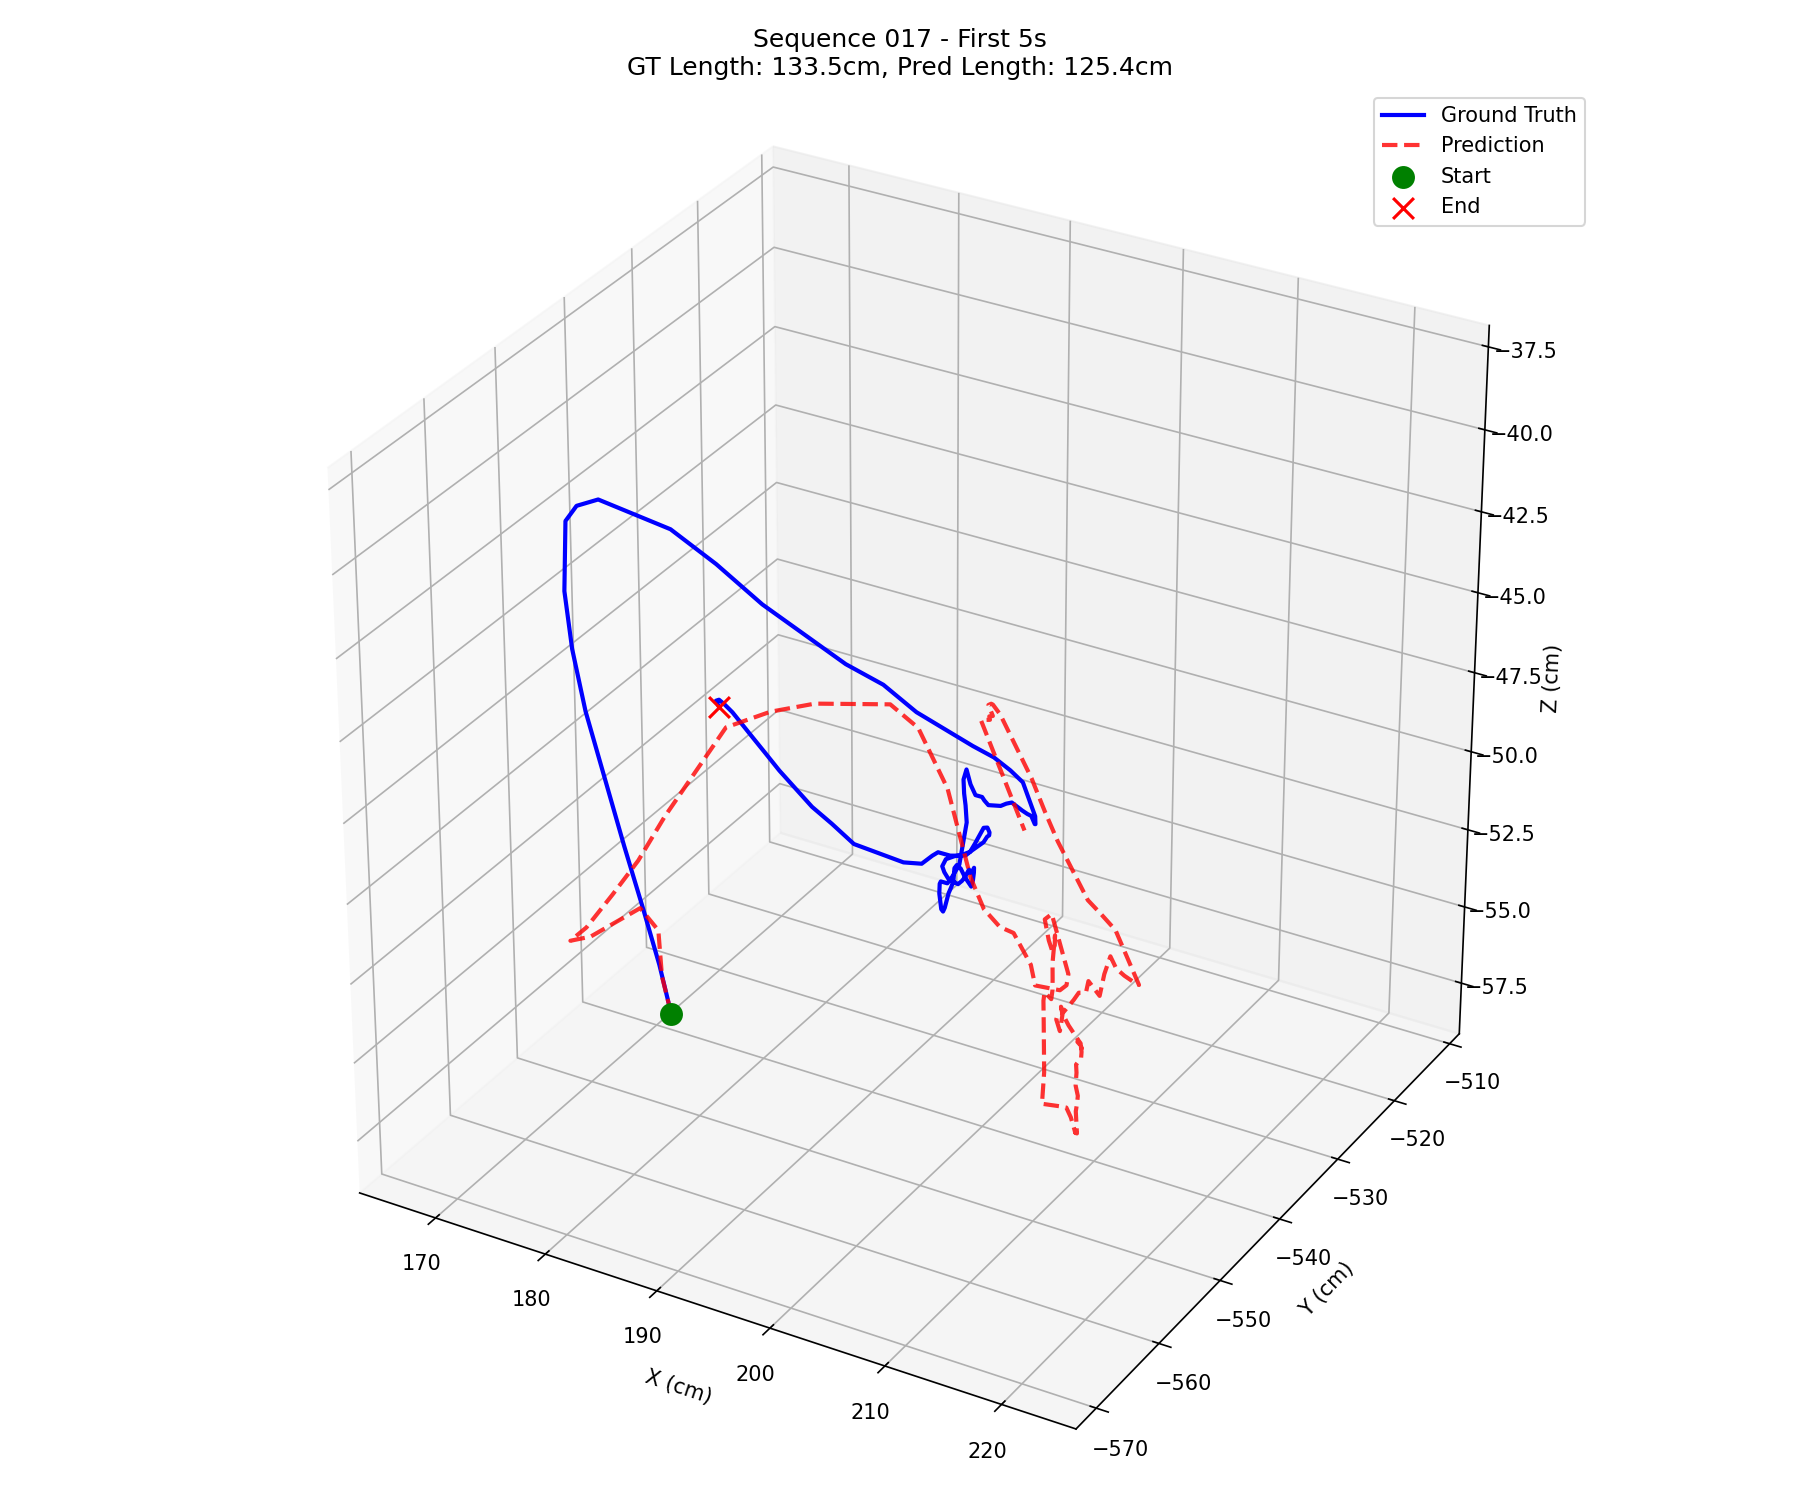 Sequence 017 - First 5s
GT Length: 133.5cm, Pred Length: 125.4cm
Ground Truth
Prediction
Start
End
−37.5
−40.0
−42.5
−45.0
−47.5
−50.0
−52.5
−55.0
−57.5
Z (cm)
−510
−520
−530
−540
−550
−560
−570
Y (cm)
170
180
190
200
210
220
X (cm)